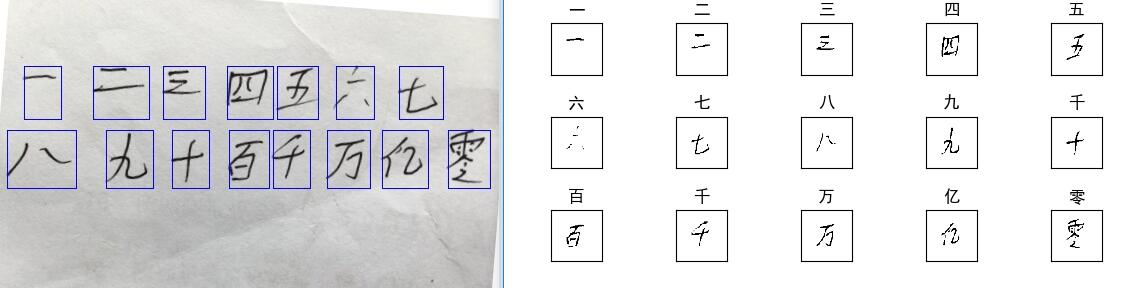 一 二 三 四 五 六 七
八 九 十 百 千 万 亿 零
一 二 三 四 五
一 二 三 四 五
六 七 八 九 千
六 七 八 九 十
百 千 万 亿 零
百 千 万 亿 零